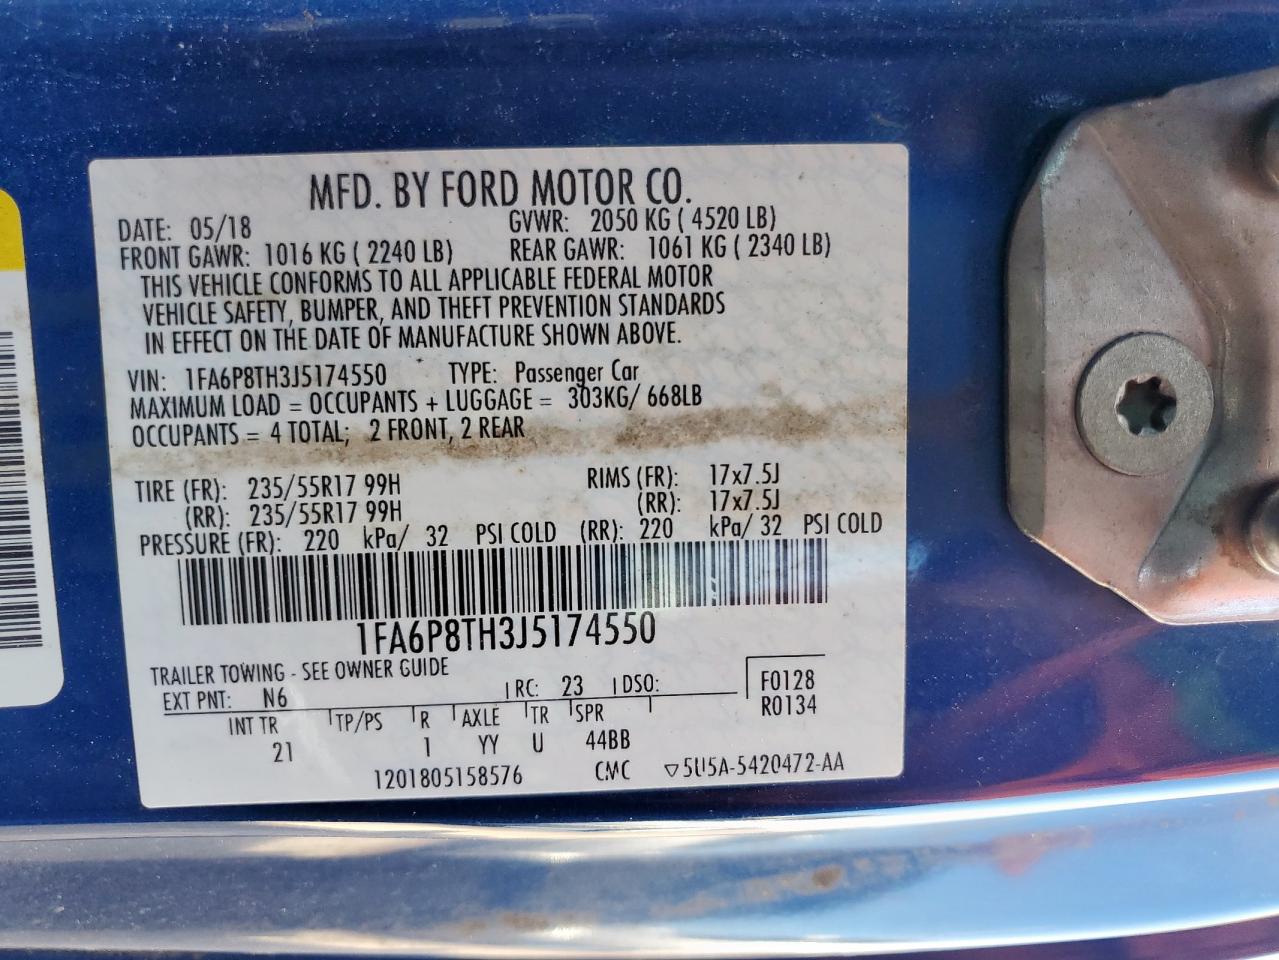 MFD. BY FORD MOTOR CO.
DATE: 05/18 GVWR: 2050 KG ( 4520 LB)
FRONT GAWR: 1016 KG ( 2240 LB) REAR GAWR: 1061 KG ( 2340 LB)
THIS VEHICLE CONFORMS TO ALL APPLICABLE FEDERAL MOTOR
VEHICLE SAFETY, BUMPER, AND THEFT PREVENTION STANDARDS
IN EFFECT ON THE DATE OF MANUFACTURE SHOWN ABOVE.
VIN: 1FA6P8TH3J5174550 TYPE: Passenger Car
MAXIMUM LOAD = OCCUPANTS + LUGGAGE = 303KG/ 668LB
OCCUPANTS = 4 TOTAL; 2 FRONT, 2 REAR
TIRE (FR): 235/55R17 99H RIMS (FR): 17x7.5J
(RR): 235/55R17 99H (RR): 17x7.5J
PRESSURE (FR): 220 kPa/ 32 PSI COLD (RR): 220 kPa/ 32 PSI COLD
1FA6P8TH3J5174550
TRAILER TOWING - SEE OWNER GUIDE
EXT PNT: N6 RC: 23 DSO: F0128
R0134
INT TR TP/PS R AXLE TR SPR
21 1 YY U 44BB
1201805158576 CMC ▽5U5A-5420472-AA